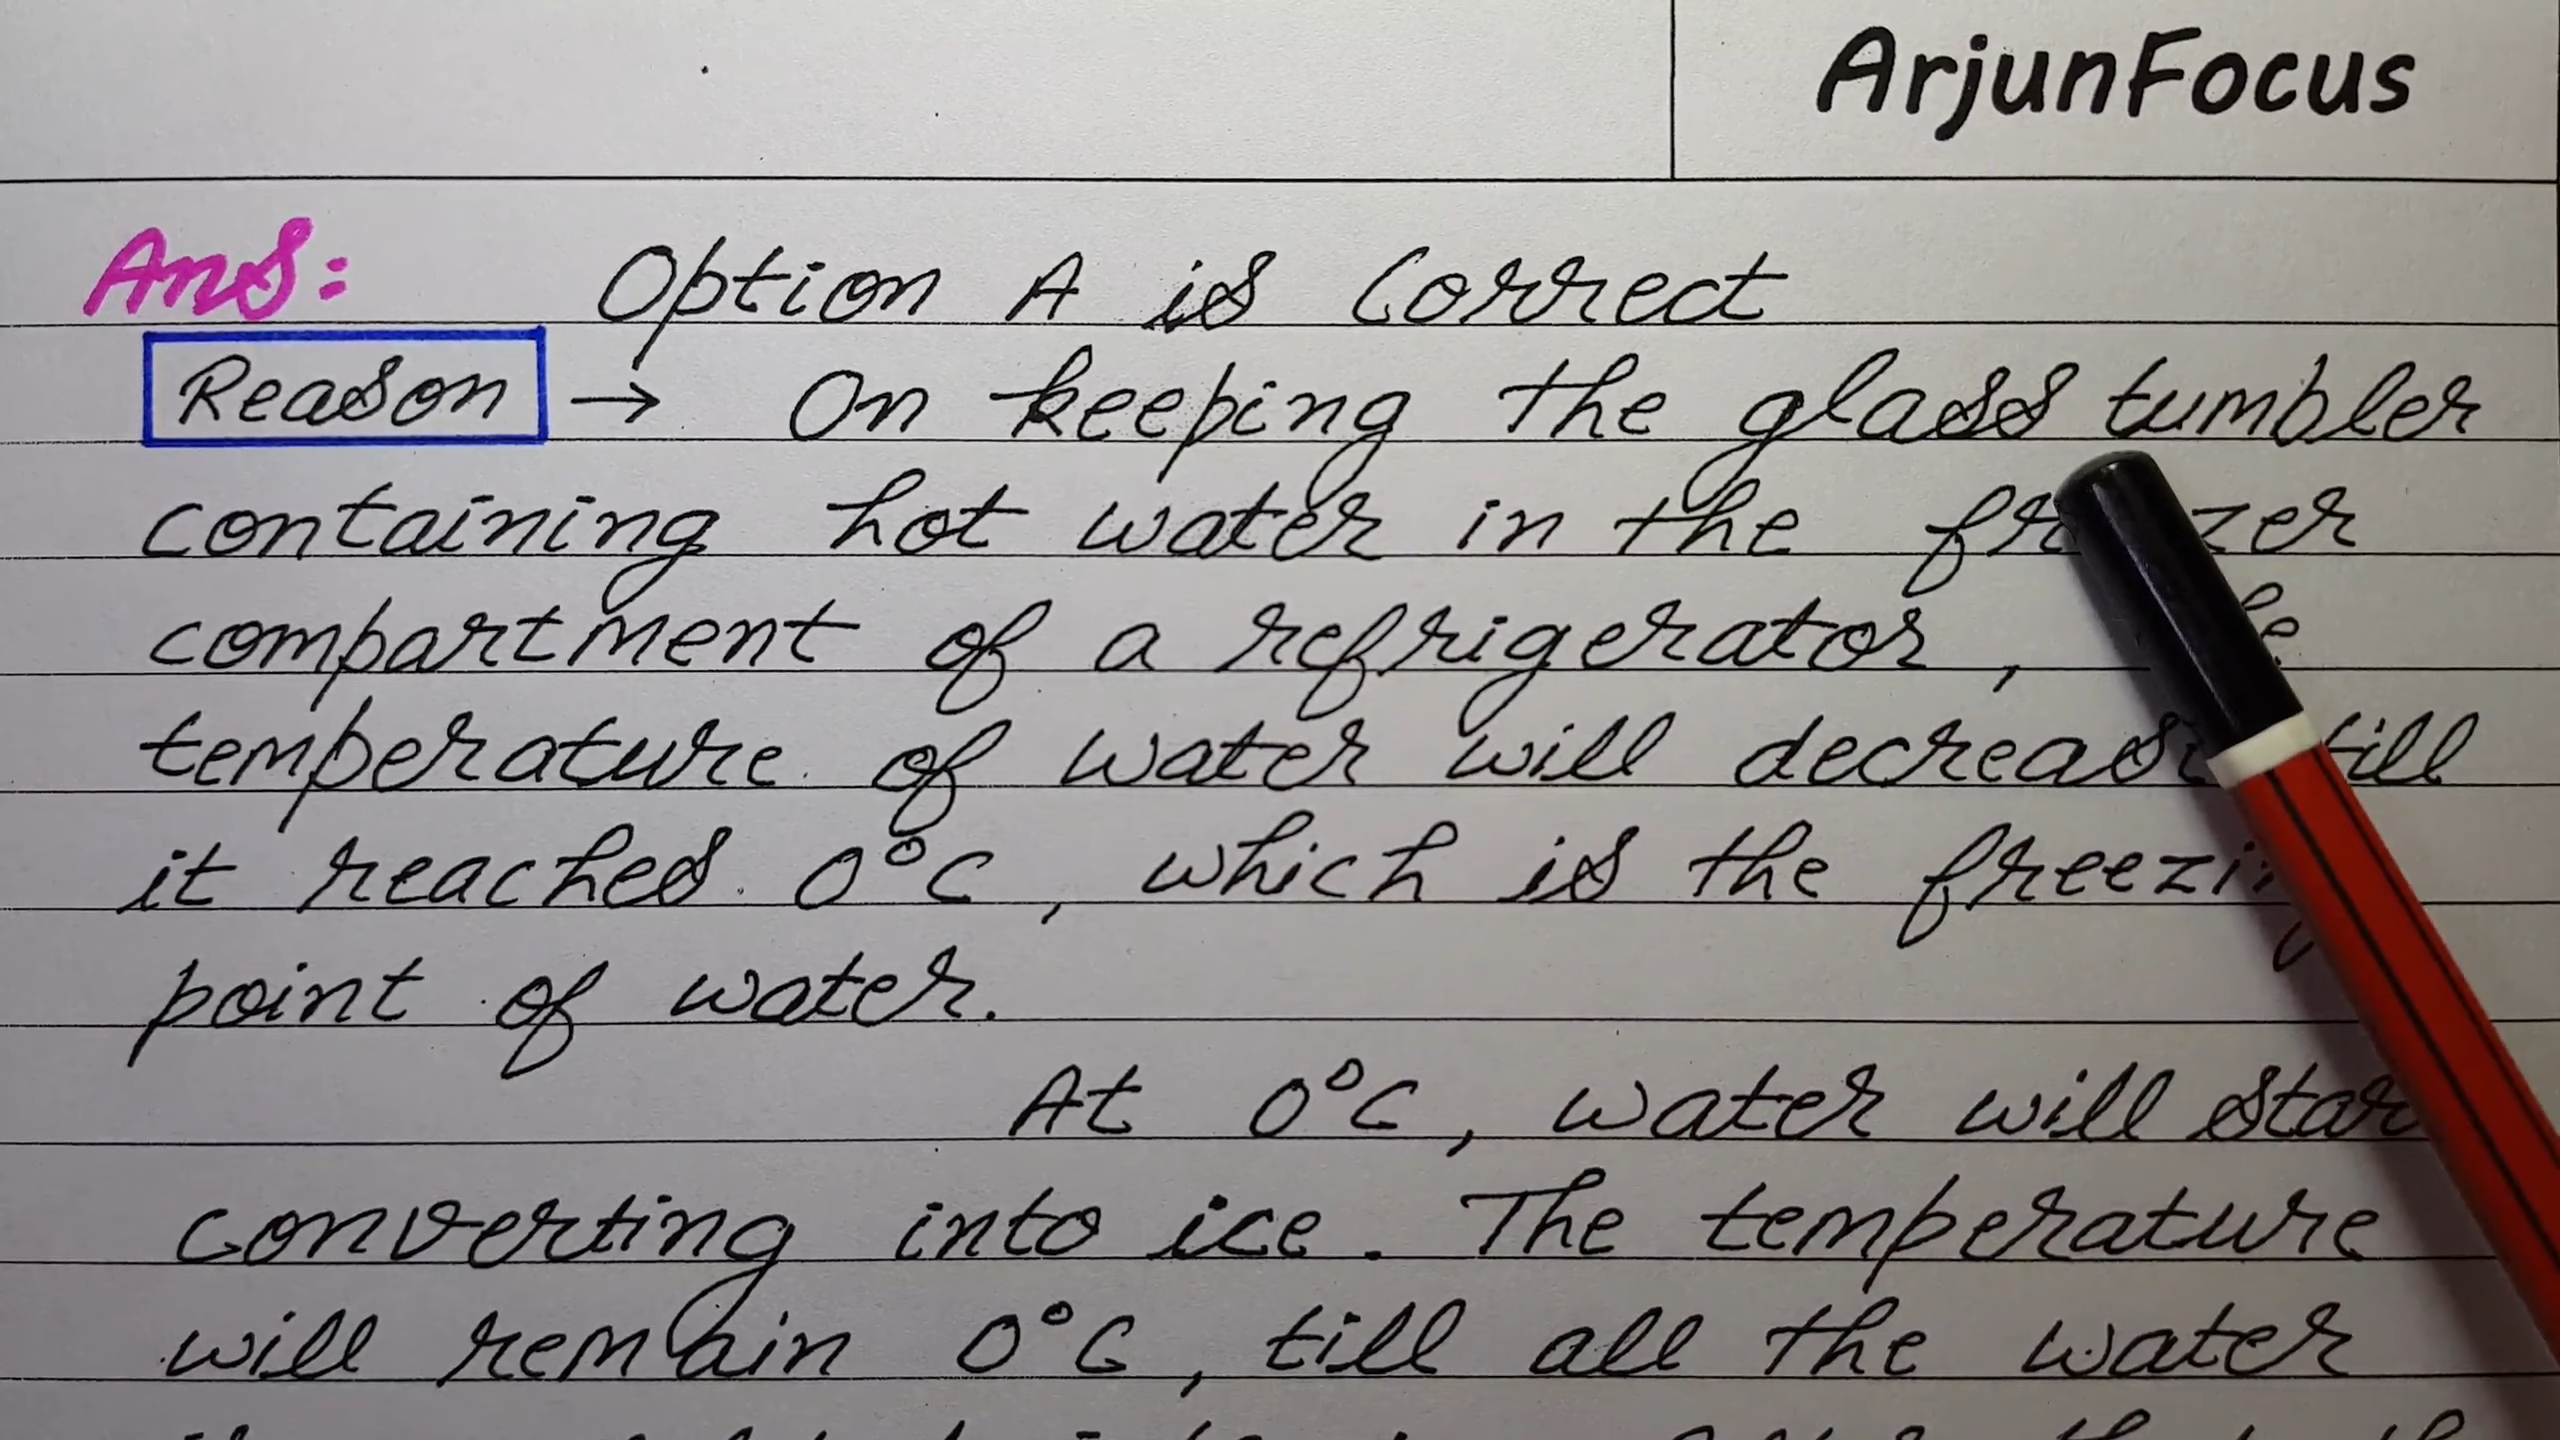 ArjunFocus
Ans: Option A is Correct
Reason → On keeping the glass tumbler
containing hot water in the
compartment of a refrigerator,
temperature of water will till
it reached 0°C, which is the
point of water.
At 0°C, water will
converting into ice. The temperature
will remain 0°C, till all the water